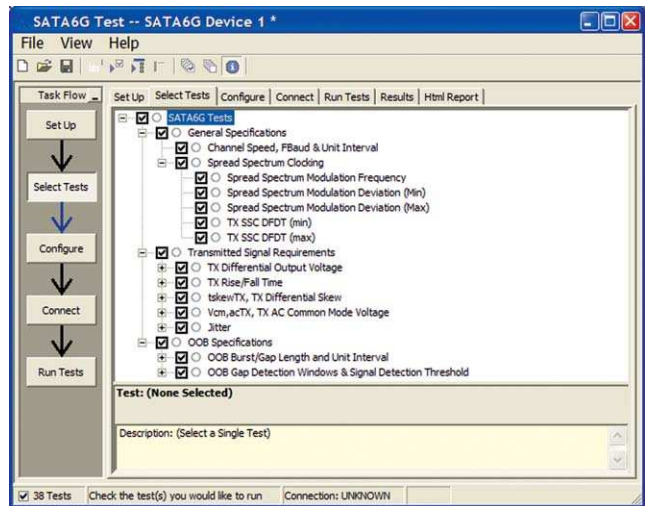 SATA6G Test -- SATA6G Device 1 *
File View Help
Task Flow
Set Up
Select Tests
Configure
Connect
Run Tests
Set Up Select Tests Configure Connect Run Tests Results Html Report
SATA6G Tests
General Specifications
Channel Speed, FBaud & Unit Interval
Spread Spectrum Clocking
Spread Spectrum Modulation Frequency
Spread Spectrum Modulation Deviation (Min)
Spread Spectrum Modulation Deviation (Max)
TX SSC DFDT (min)
TX SSC DFDT (max)
Transmitted Signal Requirements
TX Differential Output Voltage
TX Rise/Fall Time
tskewTX, TX Differential Skew
Vcm,acTX, TX AC Common Mode Voltage
Jitter
OOB Specifications
OOB Burst/Gap Length and Unit Interval
OOB Gap Detection Windows & Signal Detection Threshold
Test: (None Selected)
Description: (Select a Single Test)
38 Tests Check the test(s) you would like to run Connection: UNKNOWN